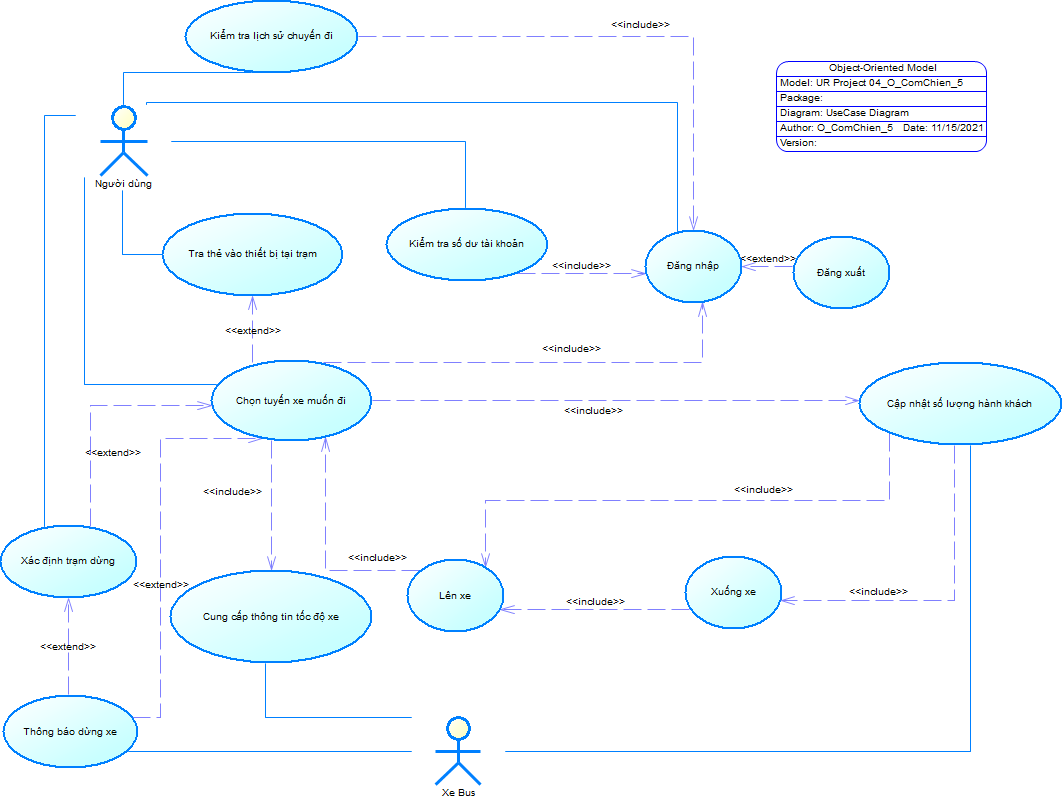 Kiểm tra lịch sử chuyến đi
<<include>>
Object-Oriented Model
Model: UR Project 04_O_ComChien_5
Package:
Diagram: UseCase Diagram
Author: O_ComChien_5 Date: 11/15/2021
Version:
Người dùng
Tra thẻ vào thiết bị tại trạm
Kiểm tra số dư tài khoản
<<include>>
Đăng nhập
<<extend>>
Đăng xuất
<<extend>>
<<include>>
Chọn tuyến xe muốn đi
<<include>>
Cập nhật số lượng hành khách
<<extend>>
<<include>>
<<include>>
Xác định trạm dừng
<<include>>
<<extend>>
Cung cấp thông tin tốc độ xe
Lên xe
<<include>>
Xuống xe
<<include>>
<<extend>>
Thông báo dừng xe
Xe Bus